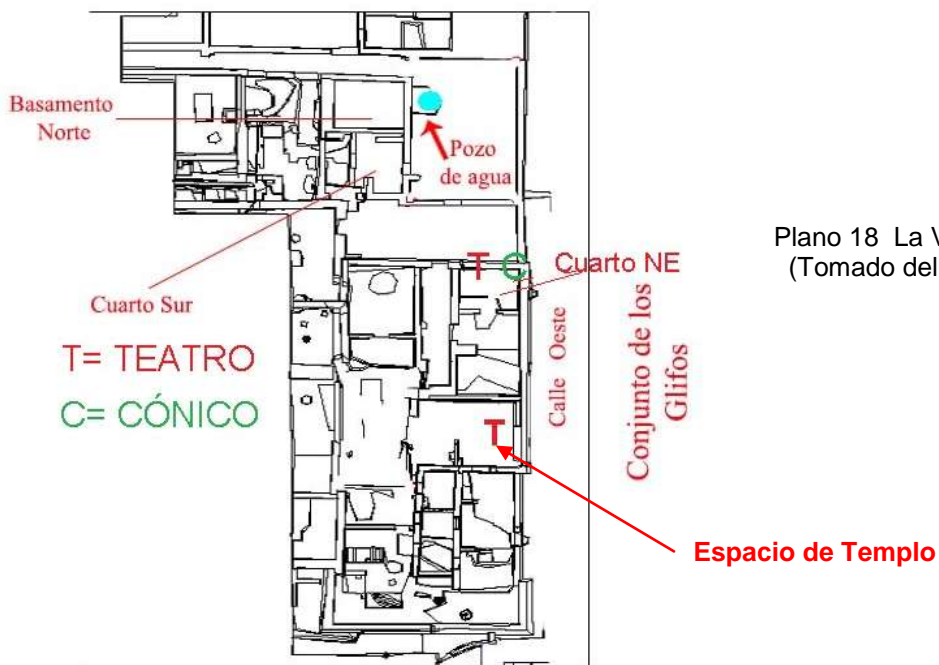 Basamento
Norte
Pozo
de agua
Plano 18 La V
(Tomado del
T C Cuarto NE
Cuarto Sur
T= TEATRO
C= CÓNICO
Calle Oeste
Conjunto de los
Glifos
T
Espacio de Templo